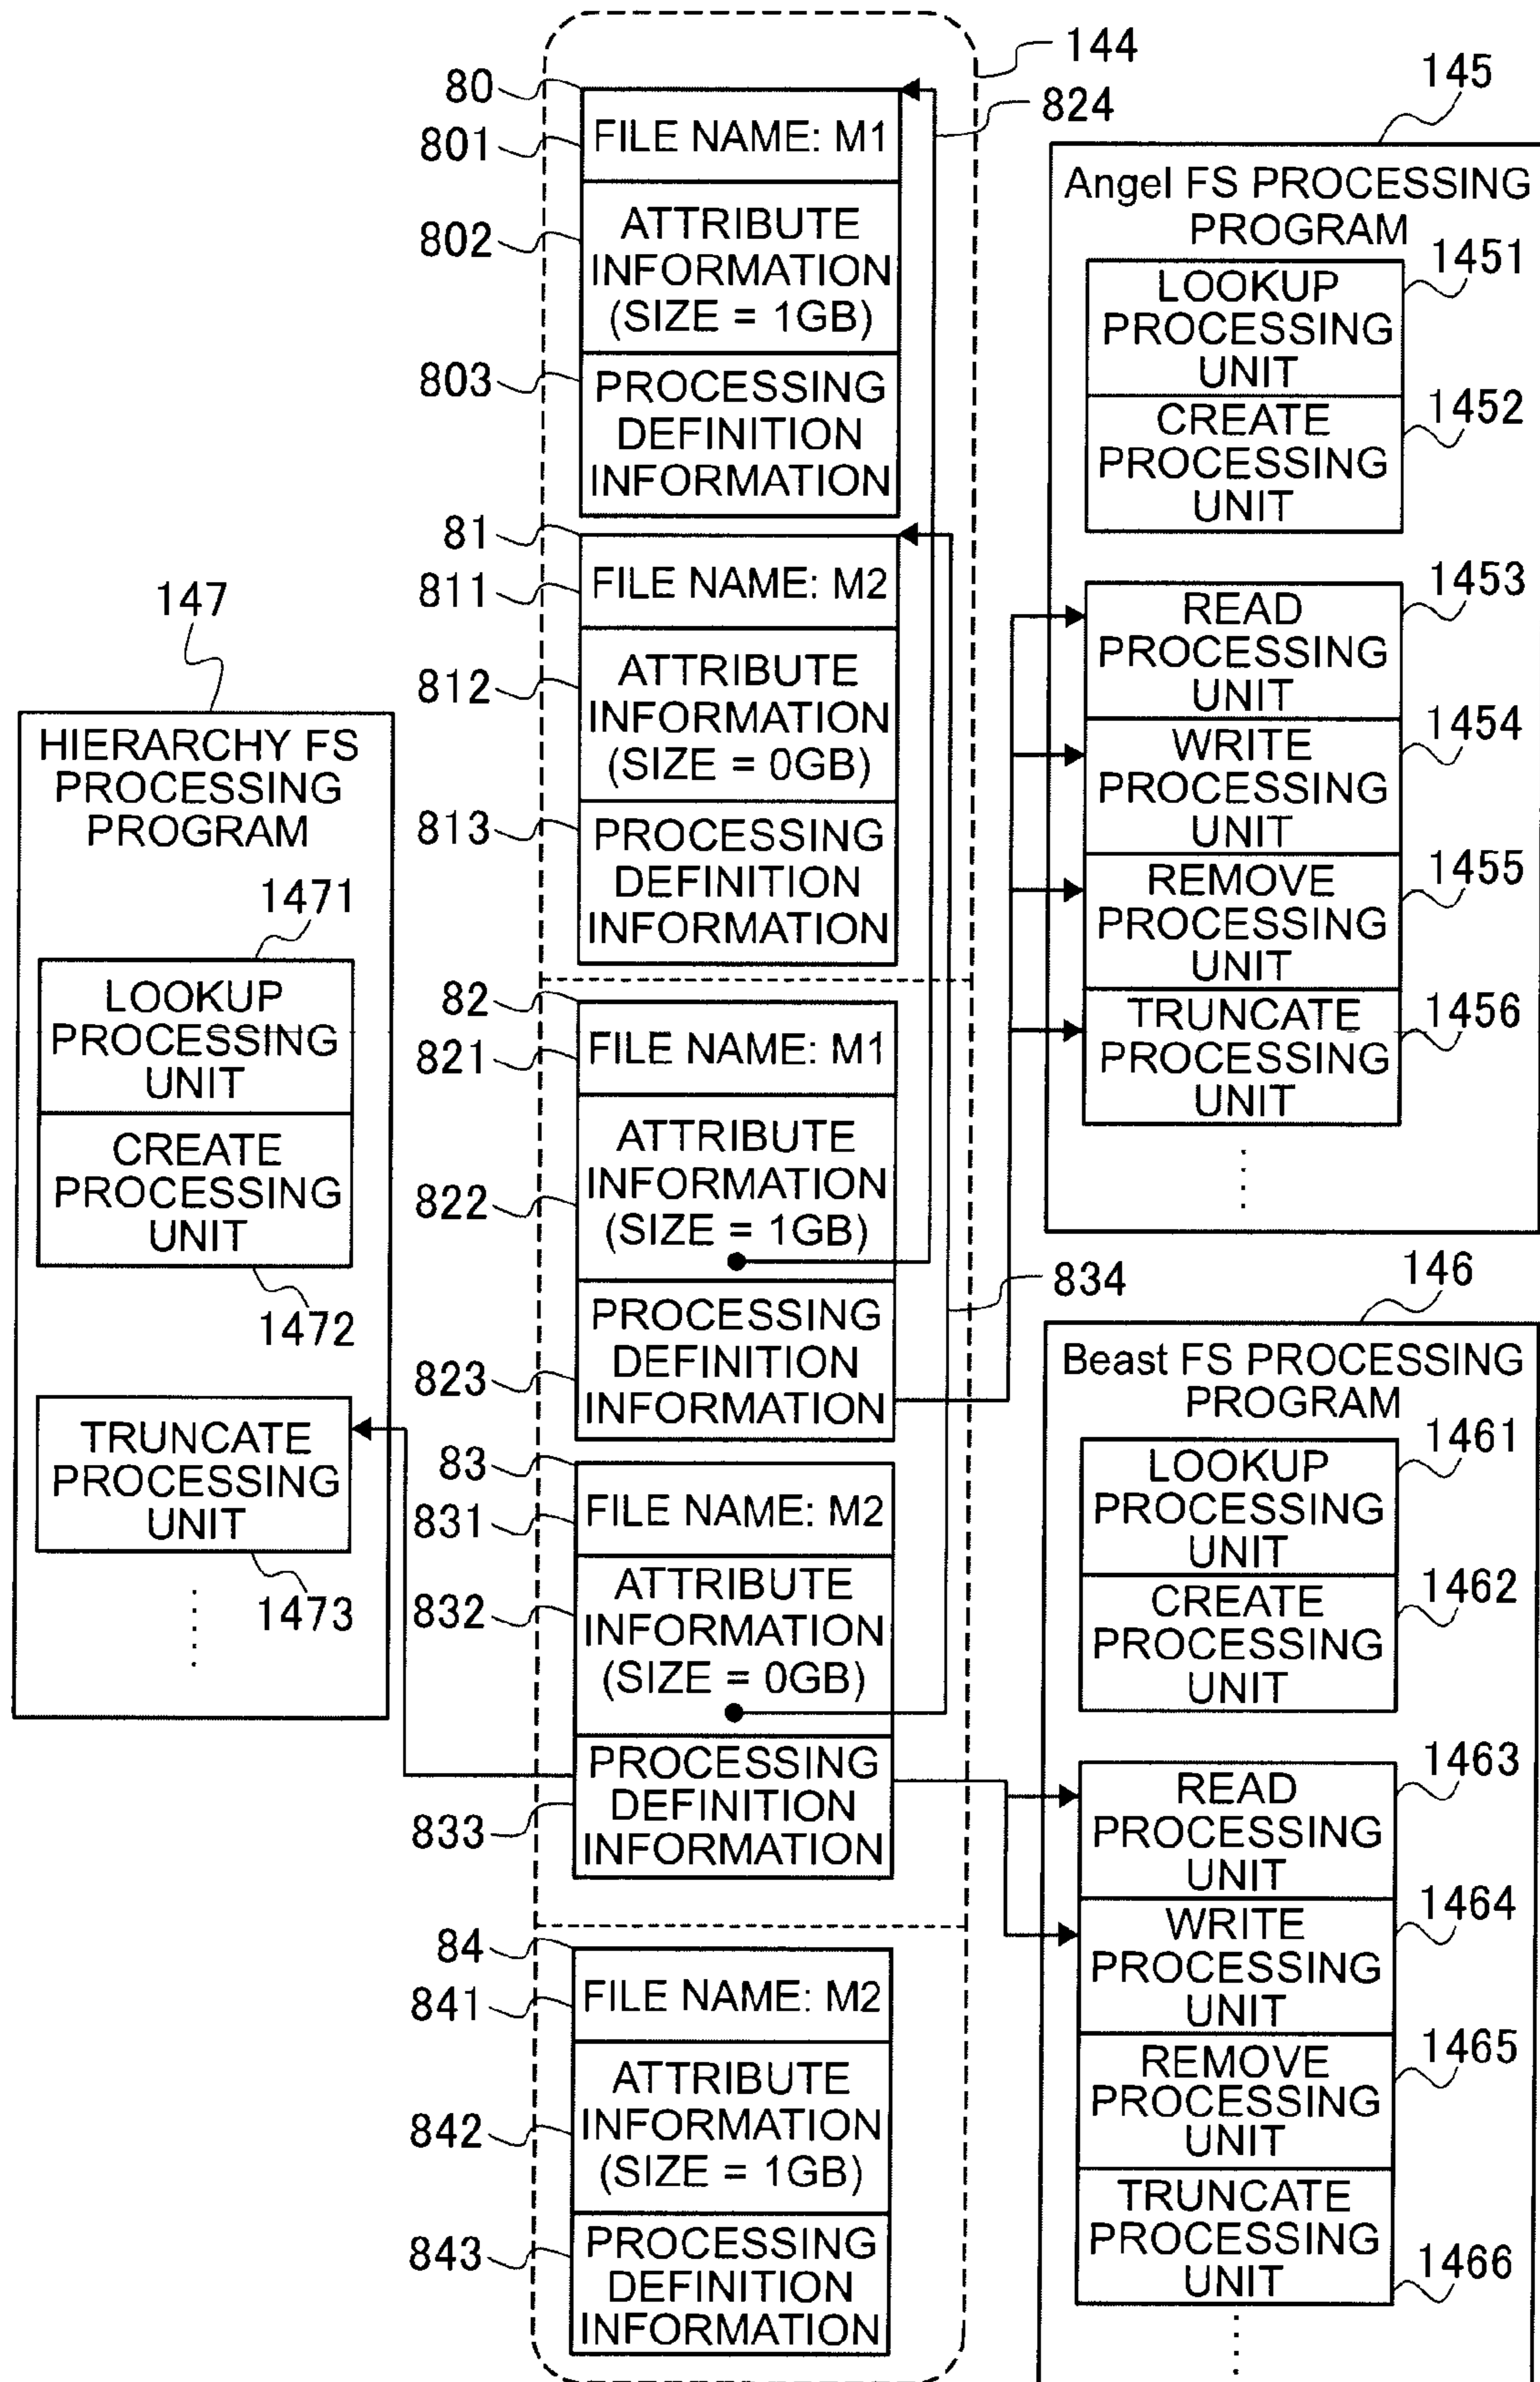 144
80
824
801
FILE NAME: M1
802
ATTRIBUTE
INFORMATION
(SIZE = 1GB)
803
PROCESSING
DEFINITION
INFORMATION
81
811
FILE NAME: M2
812
ATTRIBUTE
INFORMATION
(SIZE = 0GB)
813
PROCESSING
DEFINITION
INFORMATION
82
821
FILE NAME: M1
822
ATTRIBUTE
INFORMATION
(SIZE = 1GB)
834
823
PROCESSING
DEFINITION
INFORMATION
83
831
FILE NAME: M2
832
ATTRIBUTE
INFORMATION
(SIZE = 0GB)
833
PROCESSING
DEFINITION
INFORMATION
84
841
FILE NAME: M2
842
ATTRIBUTE
INFORMATION
(SIZE = 1GB)
843
PROCESSING
DEFINITION
INFORMATION
147
HIERARCHY FS
PROCESSING
PROGRAM
1471
LOOKUP
PROCESSING
UNIT
CREATE
PROCESSING
UNIT
1472
TRUNCATE
PROCESSING
UNIT
1473
145
Angel FS PROCESSING
PROGRAM
1451
LOOKUP
PROCESSING
UNIT
1452
CREATE
PROCESSING
UNIT
1453
READ
PROCESSING
UNIT
1454
WRITE
PROCESSING
UNIT
1455
REMOVE
PROCESSING
UNIT
1456
TRUNCATE
PROCESSING
UNIT
146
Beast FS PROCESSING
PROGRAM
1461
LOOKUP
PROCESSING
UNIT
1462
CREATE
PROCESSING
UNIT
1463
READ
PROCESSING
UNIT
1464
WRITE
PROCESSING
UNIT
1465
REMOVE
PROCESSING
UNIT
TRUNCATE
PROCESSING
UNIT
1466